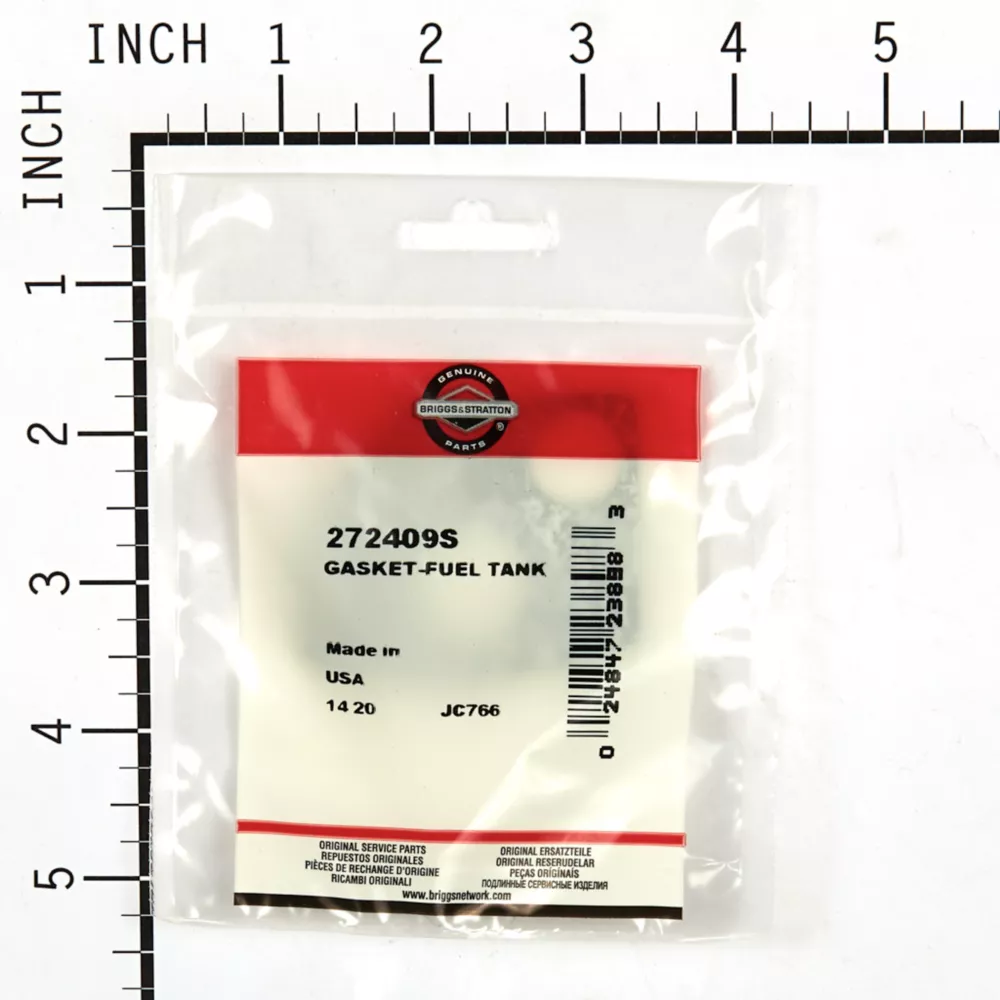 INCH 1 2 3 4 5
INCH
1
2
3
4
5
GENUINE
BRIGGS&STRATTON
®
PARTS
272409S
GASKET-FUEL TANK
Made in
USA
14 20 JC766
0 24847 23898 3
ORIGINAL SERVICE PARTS
REPUESTOS ORIGINALES
PIÈCES DE RECHANGE D'ORIGINE
RICAMBI ORIGINALI
ORIGINAL ERSATZTEILE
ORIGINAL RESERUDELAR
PEÇAS ORIGINAIS
ПОДЛИННЫЕ СЕРВИСНЫЕ ИЗДЕЛИЯ
www.briggsnetwork.com